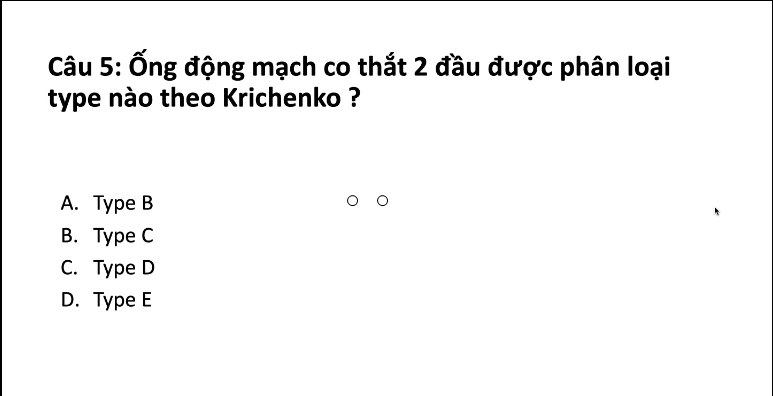 Câu 5: Ống động mạch co thắt 2 đầu được phân loại
type nào theo Krichenko ?
A. Type B
B. Type C
C. Type D
D. Type E